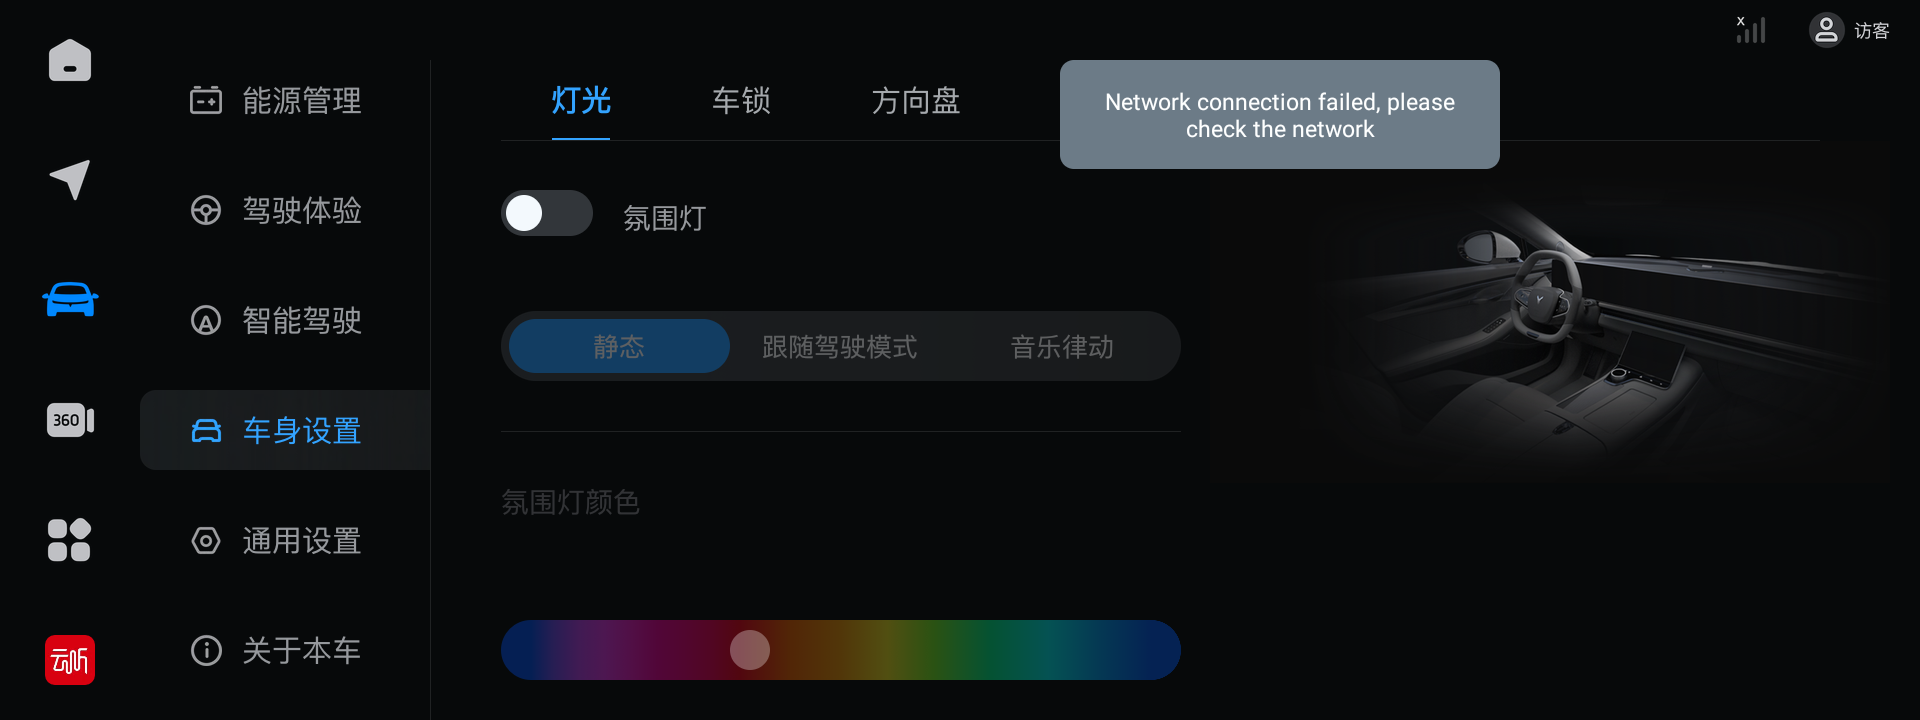 x
访客
能源管理
灯光
车锁
方向盘
Network connection failed, please
check the network
驾驶体验
氛围灯
智能驾驶
静态
跟随驾驶模式
音乐律动
360
车身设置
氛围灯颜色
通用设置
关于本车
云听